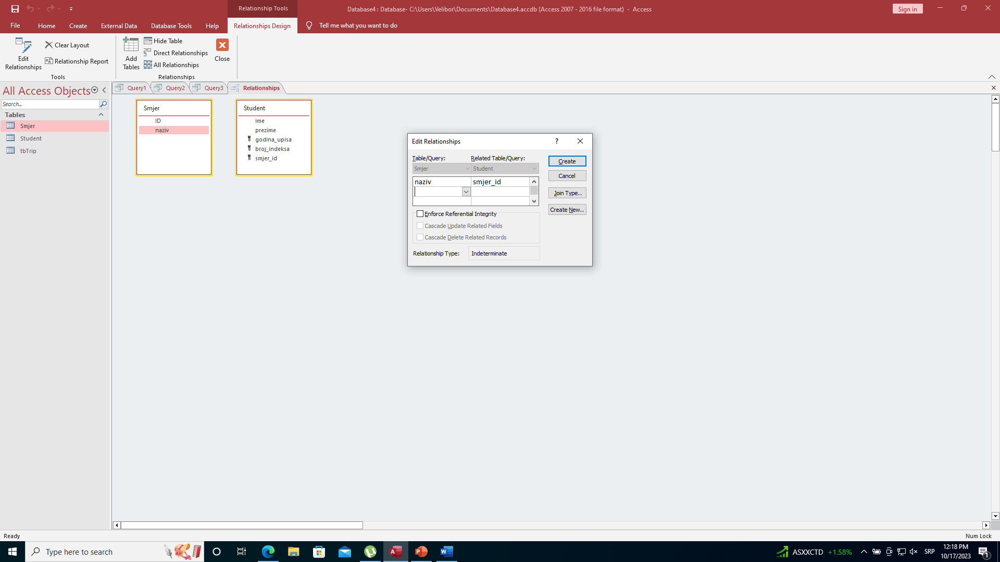 Relationship Tools
Database4 : Database- C:\Users\Velibor\Documents\Database4.accdb (Access 2007 - 2016 file format) - Access
Sign in
File
Home
Create
External Data
Database Tools
Help
Relationships Design
Tell me what you want to do
Edit
Relationships
Clear Layout
Relationship Report
Tools
Add
Tables
Hide Table
Direct Relationships
All Relationships
Close
Relationships
All Access Objects
Search...
Tables
Smjer
Student
tbTrip
Query1
Query2
Query3
Relationships
Smjer
ID
naziv
Student
ime
prezime
godina_upisa
broj_indeksa
smjer_id
Edit Relationships
?
Table/Query:
Related Table/Query:
Smjer
Student
naziv
smjer_id
Create
Cancel
Join Type..
Create New..
Enforce Referential Integrity
Cascade Update Related Fields
Cascade Delete Related Records
Relationship Type:
Indeterminate
Ready
Num Lock
Type here to search
ASXXCTD +1.58%
SRP
12:18 PM
10/17/2023
1